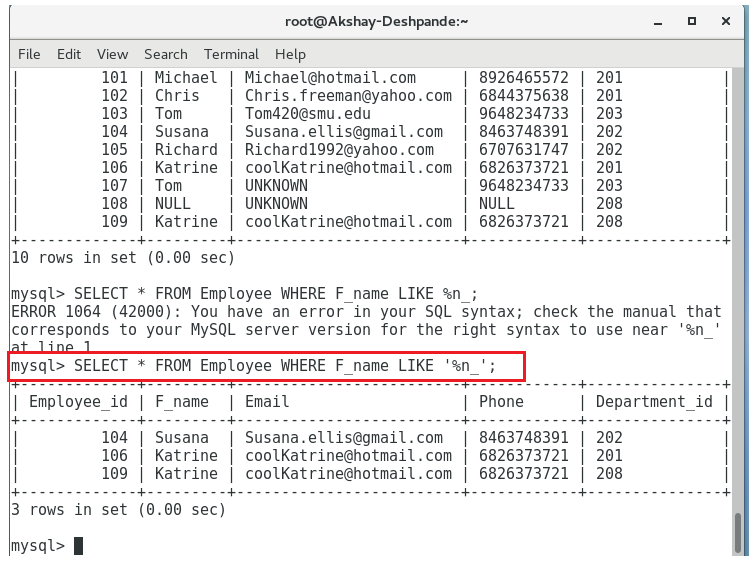 root@Akshay-Deshpande:~
File Edit View Search Terminal Help
|         101 | Michael | Michael@hotmail.com     | 8926465572 | 201           |
|         102 | Chris   | Chris.freeman@yahoo.com | 6844375638 | 201           |
|         103 | Tom     | Tom420@smu.edu          | 9648234733 | 203           |
|         104 | Susana  | Susana.ellis@gmail.com  | 8463748391 | 202           |
|         105 | Richard | Richard1992@yahoo.com   | 6707631747 | 202           |
|         106 | Katrine | coolKatrine@hotmail.com | 6826373721 | 201           |
|         107 | Tom     | UNKNOWN                 | 9648234733 | 203           |
|         108 | NULL    | UNKNOWN                 | NULL       | 208           |
|         109 | Katrine | coolKatrine@hotmail.com | 6826373721 | 208           |
+-------------+---------+-------------------------+------------+---------------+
10 rows in set (0.00 sec)
mysql> SELECT * FROM Employee WHERE F_name LIKE %n_;
ERROR 1064 (42000): You have an error in your SQL syntax; check the manual that
corresponds to your MySQL server version for the right syntax to use near '%n_'
at line 1
mysql> SELECT * FROM Employee WHERE F_name LIKE '%n_';
+-------------+---------+-------------------------+------------+---------------+
| Employee_id | F_name  | Email                   | Phone      | Department_id |
+-------------+---------+-------------------------+------------+---------------+
|         104 | Susana  | Susana.ellis@gmail.com  | 8463748391 | 202           |
|         106 | Katrine | coolKatrine@hotmail.com | 6826373721 | 201           |
|         109 | Katrine | coolKatrine@hotmail.com | 6826373721 | 208           |
+-------------+---------+-------------------------+------------+---------------+
3 rows in set (0.00 sec)
mysql>